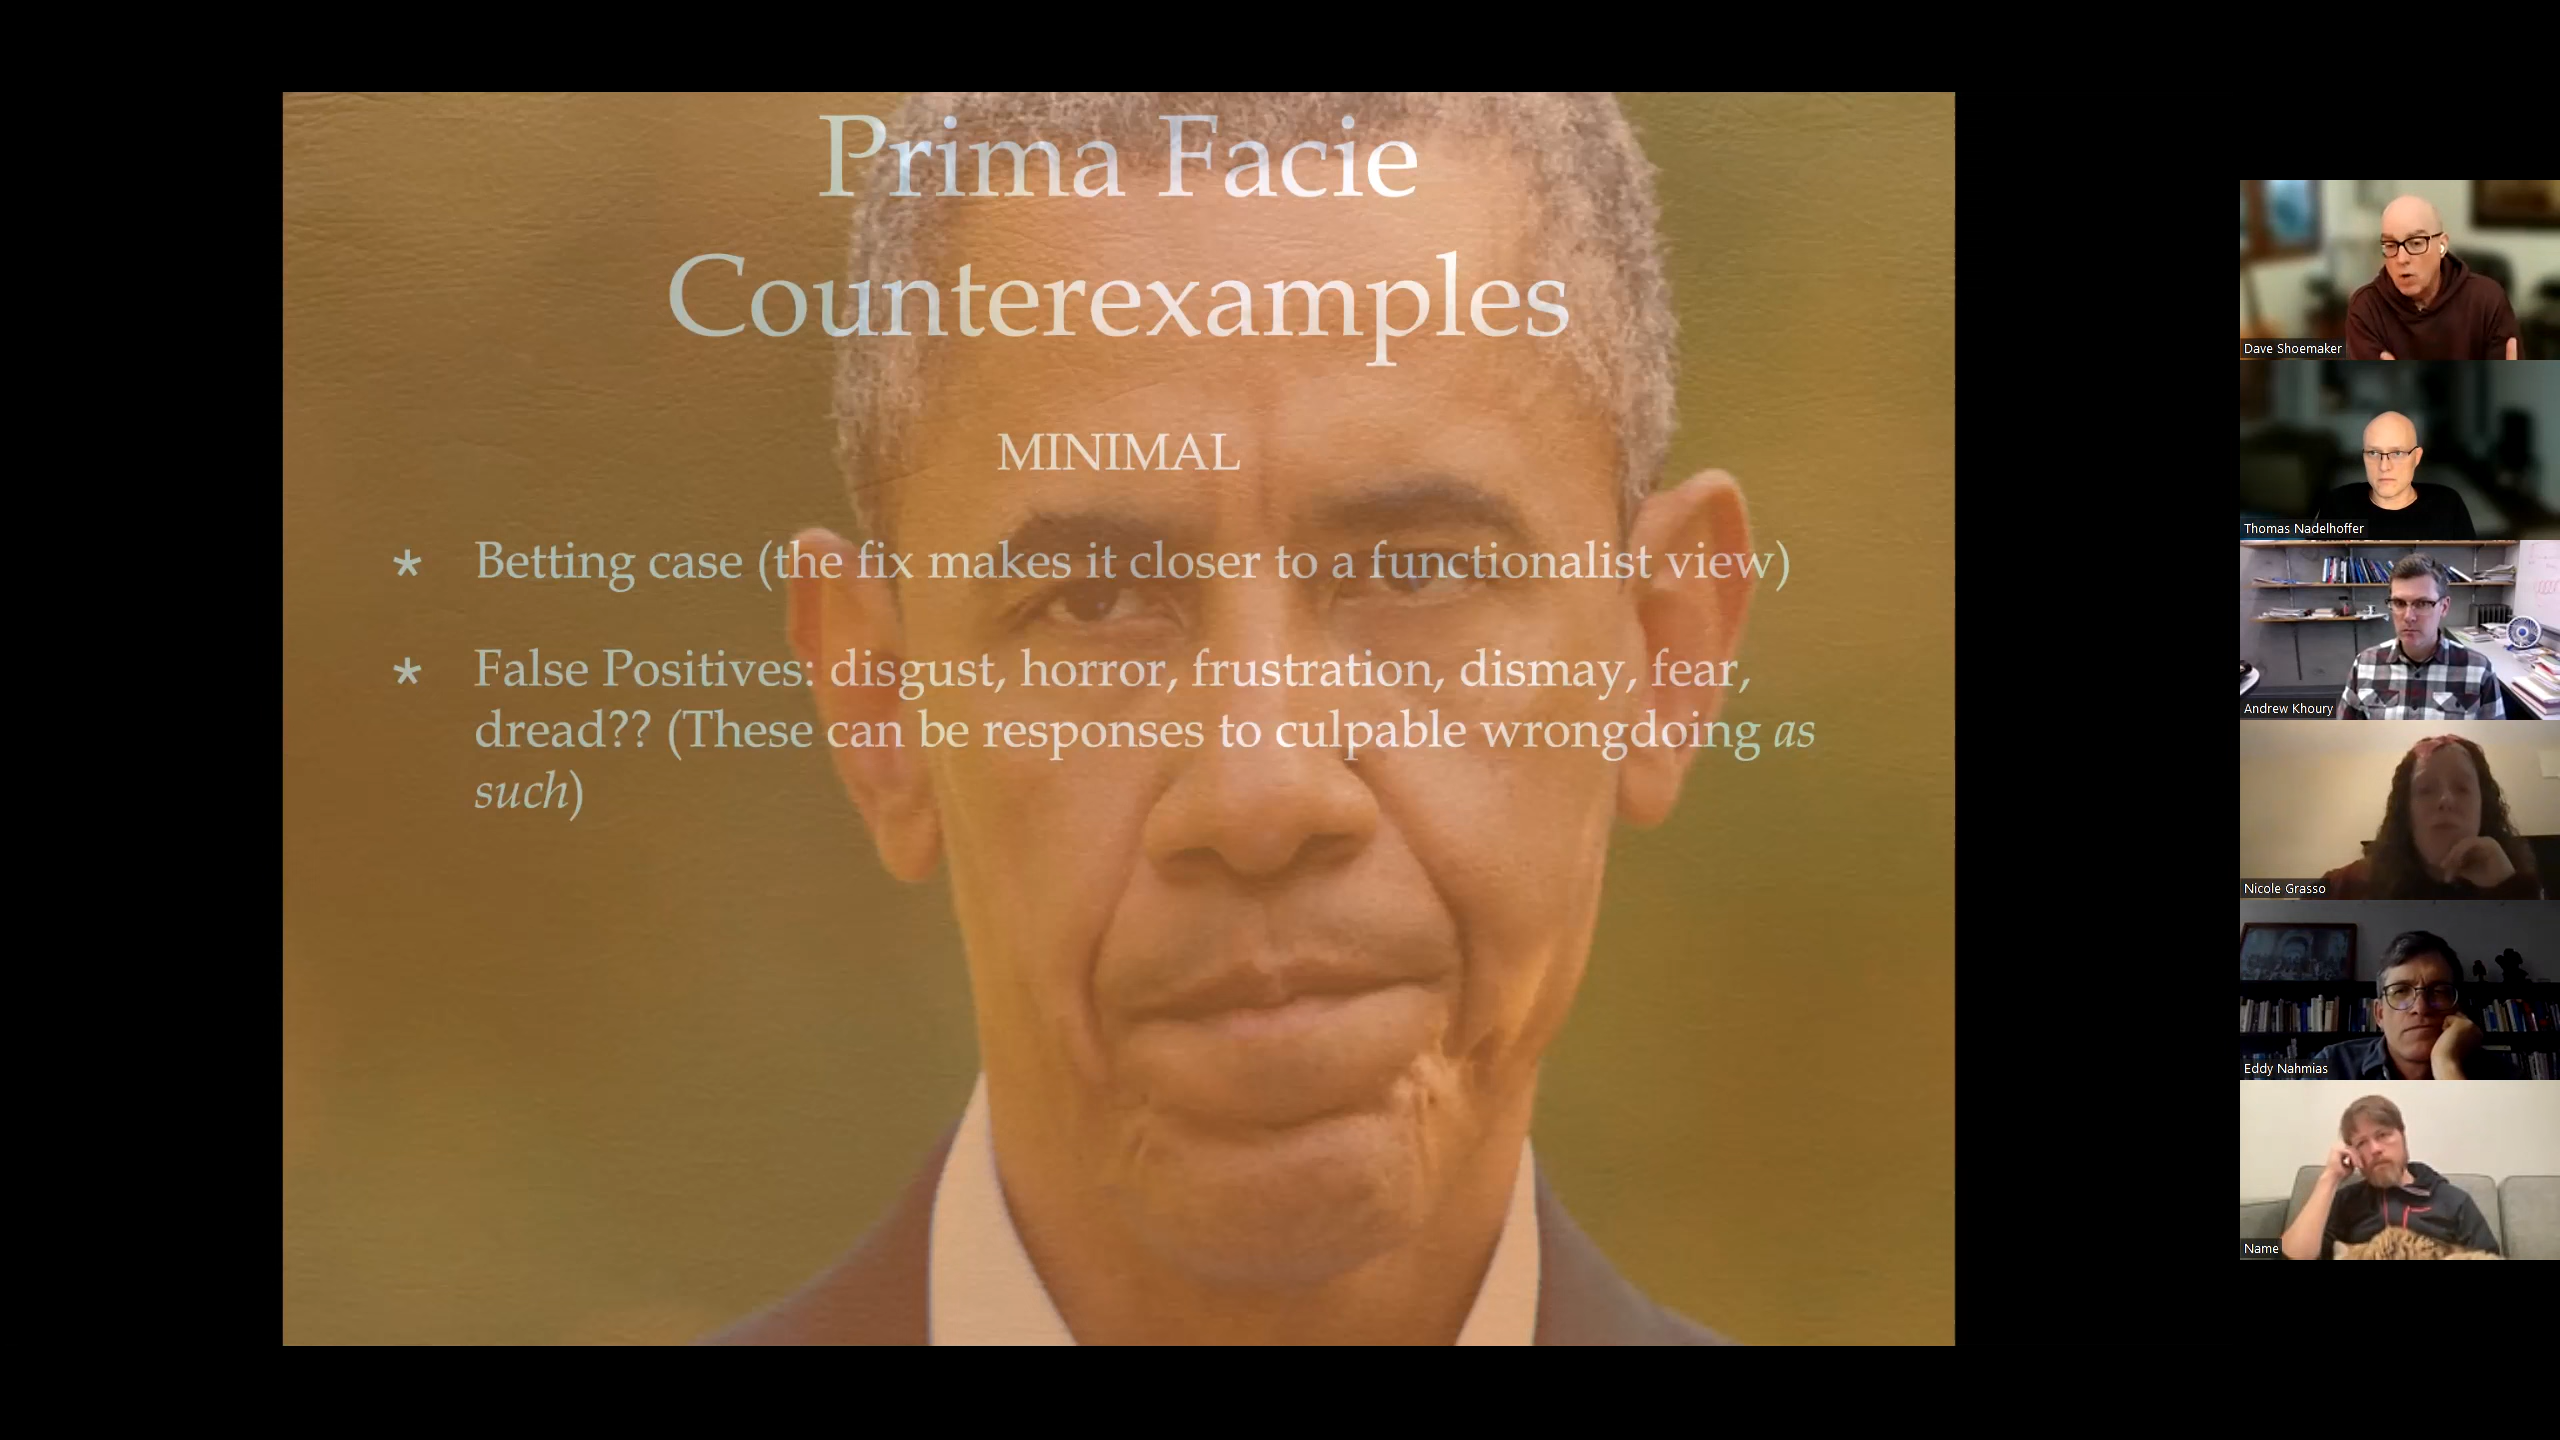 Prima Facie
Counterexamples
MINIMAL
* Betting case (the fix makes it closer to a functionalist view)
* False Positives: disgust, horror, frustration, dismay, fear,
dread?? (These can be responses to culpable wrongdoing as
such)
Dave Shoemaker
Thomas Nadelhoffer
Andrew Khoury
Nicole Grasso
Eddy Nahmias
Name